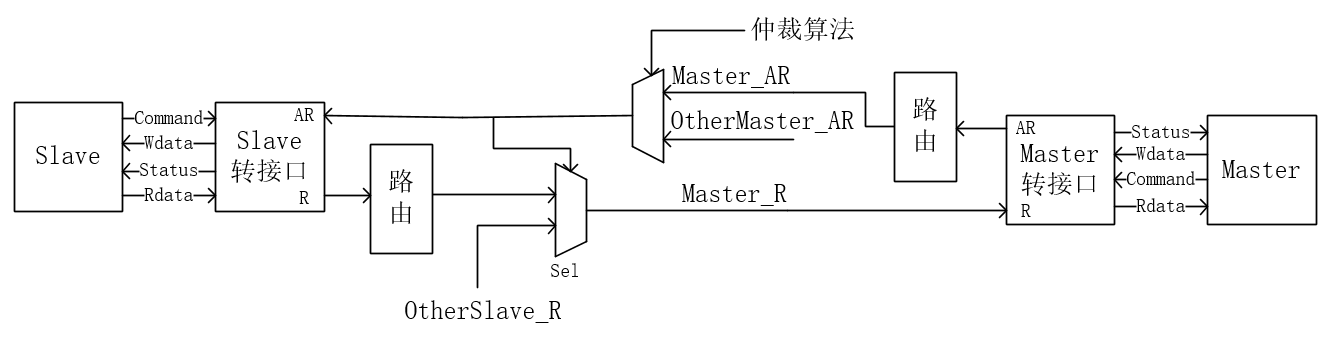 仲裁算法
Master_AR
OtherMaster_AR
路
由
Slave
Command
Wdata
Status
Rdata
AR
Slave
转接口
R
路
由
Sel
OtherSlave_R
Master_R
AR
Master
转接口
R
Status
Wdata
Command
Rdata
Master